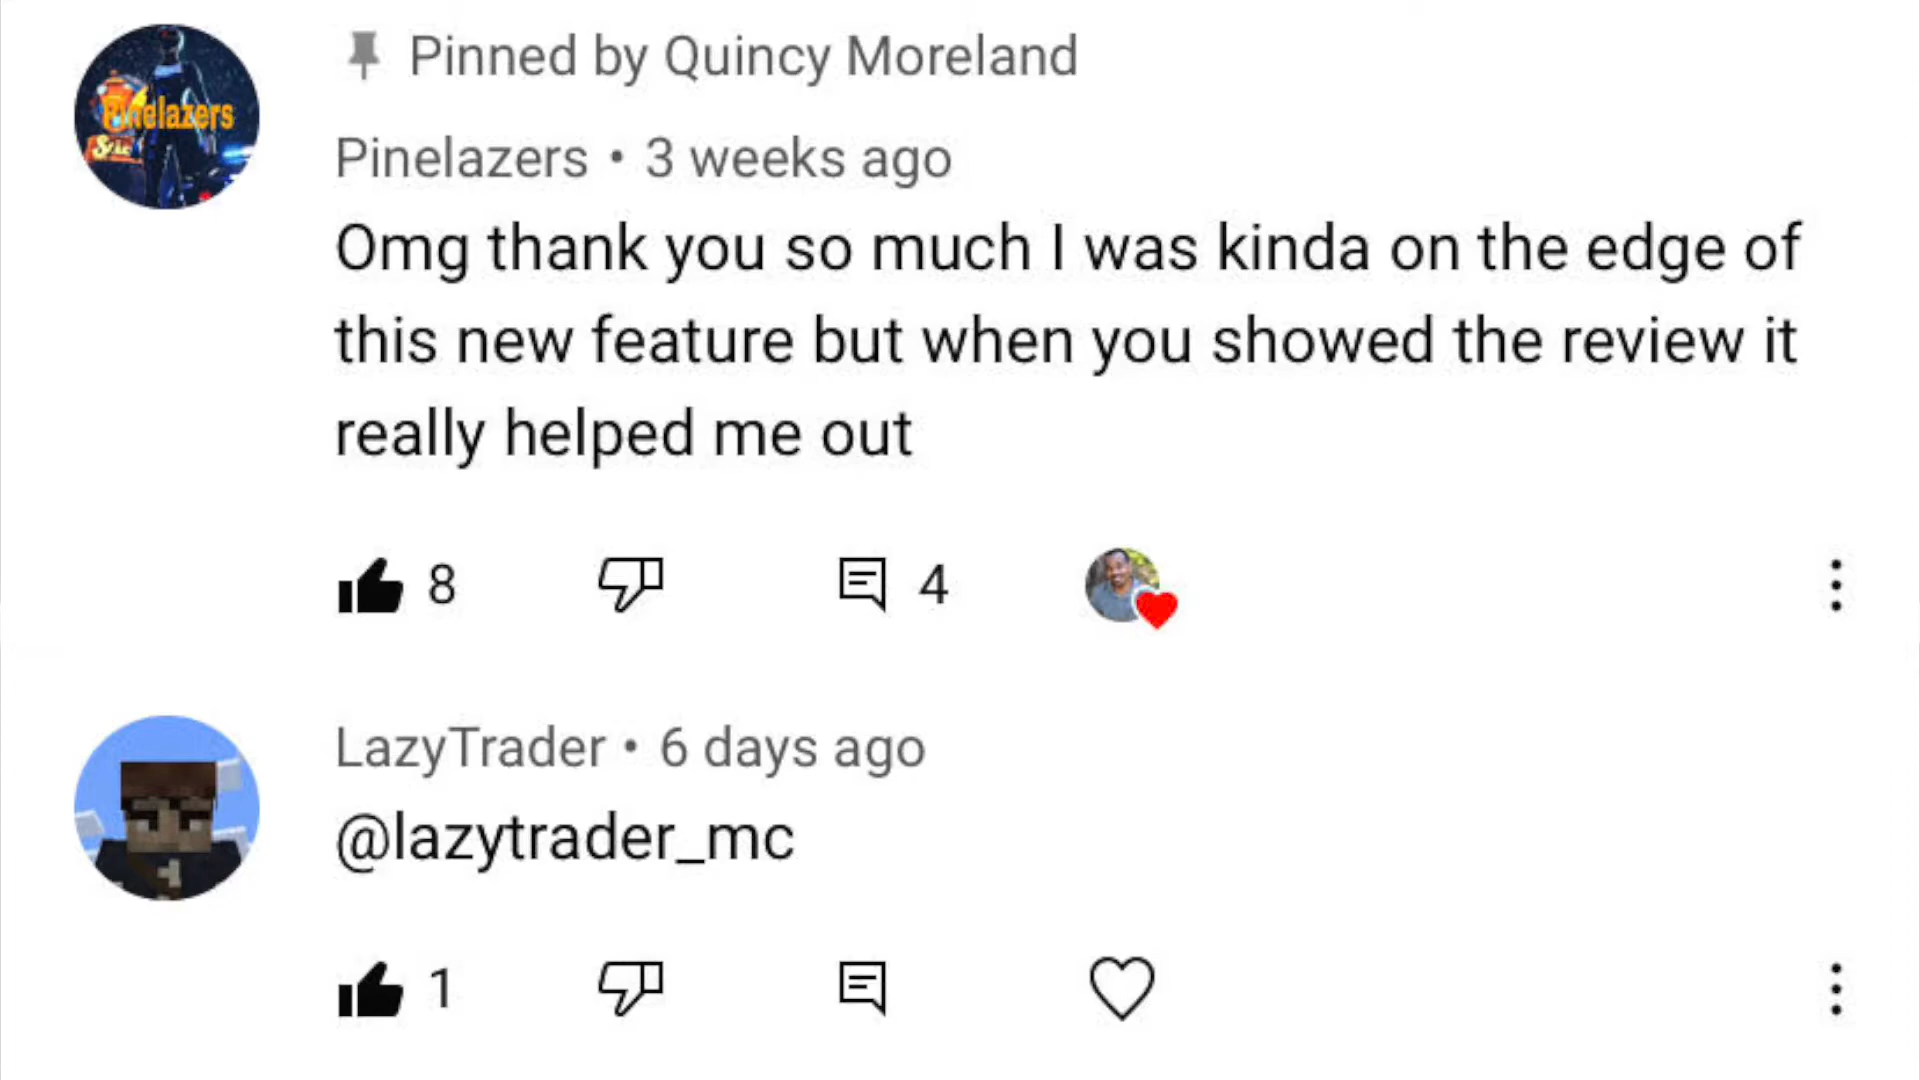 Pinned by Quincy Moreland
Pinelazers
Pinelazers • 3 weeks ago
Omg thank you so much I was kinda on the edge of
this new feature but when you showed the review it
really helped me out
8
4
LazyTrader • 6 days ago
@lazytrader_mc
1